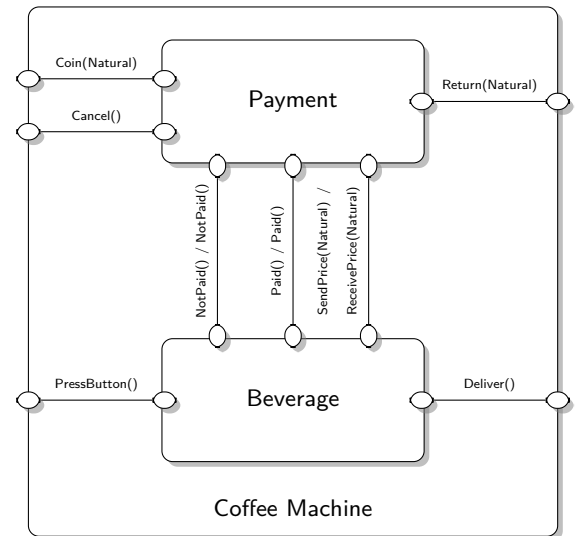 Coin(Natural)
Payment
Return(Natural)
Cancel()
NotPaid() / NotPaid()
Paid() / Paid()
SendPrice(Natural) /
ReceivePrice(Natural)
PressButton()
Beverage
Deliver()
Coffee Machine